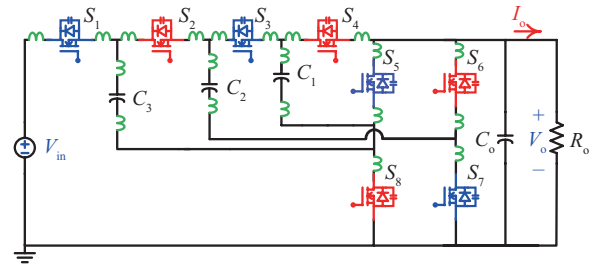 S₁ S₂ S₃ S₄ Iₒ
S₅ S₆
C₃ C₂ C₁
Vᵢₙ Cₒ + Vₒ − Rₒ
S₈ S₇